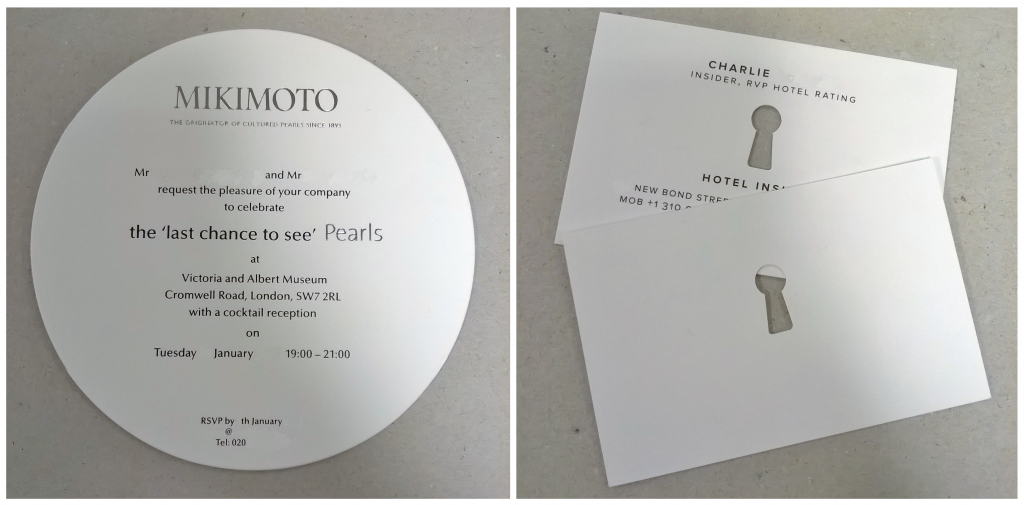 MIKIMOTO
THE ORIGINATOR OF CULTURED PEARLS SINCE 1893
Mr and Mr
request the pleasure of your company
to celebrate
the ‘last chance to see’ Pearls
at
Victoria and Albert Museum
Cromwell Road, London, SW7 2RL
with a cocktail reception
on
Tuesday January 19:00 – 21:00
RSVP by th January
@
Tel: 020
CHARLIE
INSIDER, RVP HOTEL RATING
HOTEL
NEW BOND
MOB +1 310